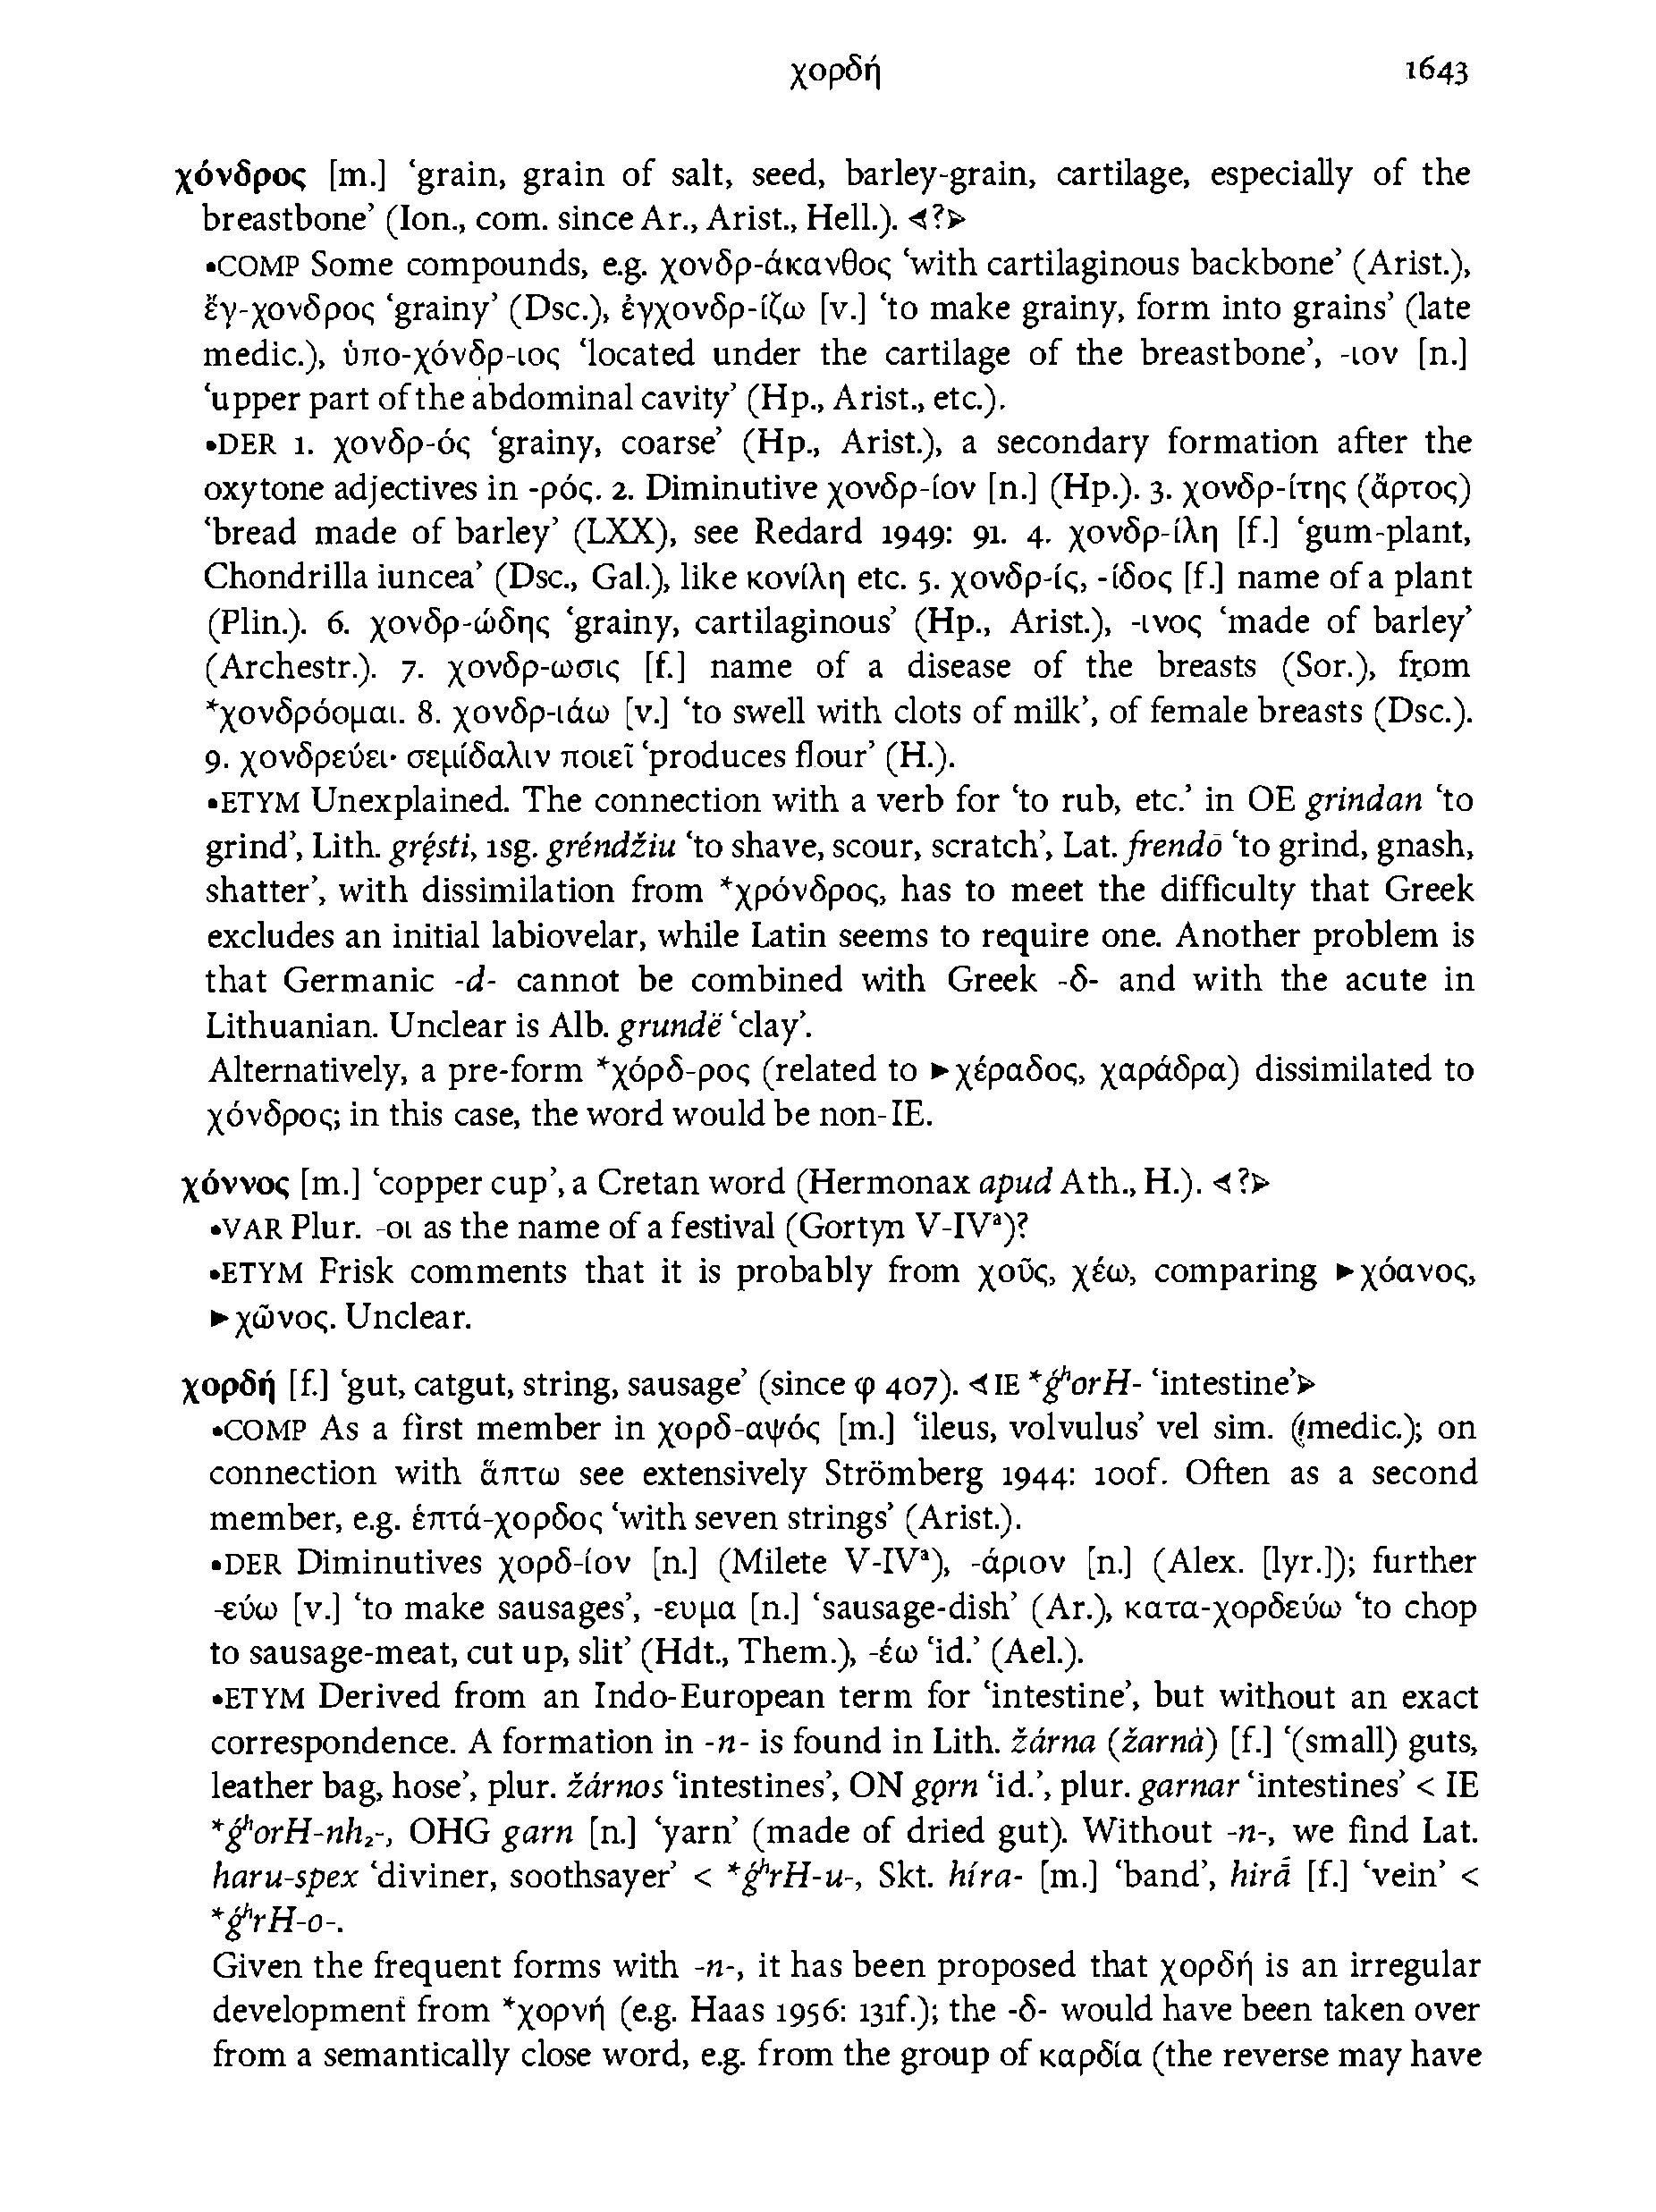 χορδή 1643
χόνδρος [m.] ‘grain, grain of salt, seed, barley-grain, cartilage, especially of the
breastbone’ (Ion., com. since Ar., Arist., Hell.). ⊲?⊳
•COMP Some compounds, e.g. χονδρ-άκανθος ‘with cartilaginous backbone’ (Arist.),
ἔγ-χονδρος ‘grainy’ (Dsc.), ἐγχονδρ-ίζω [v.] ‘to make grainy, form into grains’ (late
medic.), ὑπο-χόνδρ-ιος ‘located under the cartilage of the breastbone’, -ιον [n.]
‘upper part of the abdominal cavity’ (Hp., Arist., etc.).
•DER 1. χονδρ-ός ‘grainy, coarse’ (Hp., Arist.), a secondary formation after the
oxytone adjectives in -ρός. 2. Diminutive χονδρ-ίον [n.] (Hp.). 3. χονδρ-ίτης (ἄρτος)
‘bread made of barley’ (LXX), see Redard 1949: 91. 4. χονδρ-ίλη [f.] ‘gum-plant,
Chondrilla iuncea’ (Dsc., Gal.), like κονίλη etc. 5. χονδρ-ίς, -ίδος [f.] name of a plant
(Plin.). 6. χονδρ-ώδης ‘grainy, cartilaginous’ (Hp., Arist.), -ινος ‘made of barley’
(Archestr.). 7. χονδρ-ωσις [f.] name of a disease of the breasts (Sor.), from
*χονδρόομαι. 8. χονδρ-ιάω [v.] ‘to swell with clots of milk’, of female breasts (Dsc.).
9. χονδρεύει· σεμίδαλιν ποιεῖ ‘produces flour’ (H.).
•ETYM Unexplained. The connection with a verb for ‘to rub, etc.’ in OE grindan ‘to
grind’, Lith. grę́sti, 1sg. gréndžiu ‘to shave, scour, scratch’, Lat. frendō ‘to grind, gnash,
shatter’, with dissimilation from *χρόνδρος, has to meet the difficulty that Greek
excludes an initial labiovelar, while Latin seems to require one. Another problem is
that Germanic -d- cannot be combined with Greek -δ- and with the acute in
Lithuanian. Unclear is Alb. grundë ‘clay’.
Alternatively, a pre-form *χόρδ-ρος (related to ►χέραδος, χαράδρα) dissimilated to
χόνδρος; in this case, the word would be non-IE.
χόννος [m.] ‘copper cup’, a Cretan word (Hermonax apud Ath., H.). ⊲?⊳
•VAR Plur. -οι as the name of a festival (Gortyn V-IVᵃ)?
•ETYM Frisk comments that it is probably from χοῦς, χέω, comparing ►χόανος,
►χῶνος. Unclear.
χορδή [f.] ‘gut, catgut, string, sausage’ (since φ 407). ⊲IE *ǵʰorH- ‘intestine’⊳
•COMP As a first member in χορδ-αψός [m.] ‘ileus, volvulus’ vel sim. (medic.); on
connection with ἅπτω see extensively Strömberg 1944: 100f. Often as a second
member, e.g. ἑπτά-χορδος ‘with seven strings’ (Arist.).
•DER Diminutives χορδ-ίον [n.] (Milete V-IVᵃ), -άριον [n.] (Alex. [lyr.]); further
-εύω [v.] ‘to make sausages’, -ευμα [n.] ‘sausage-dish’ (Ar.), κατα-χορδεύω ‘to chop
to sausage-meat, cut up, slit’ (Hdt., Them.), -έω ‘id.’ (Ael.).
•ETYM Derived from an Indo-European term for ‘intestine’, but without an exact
correspondence. A formation in -n- is found in Lith. žárna (žarnà) [f.] ‘(small) guts,
leather bag, hose’, plur. žárnos ‘intestines’, ON gǫrn ‘id.’, plur. garnar ‘intestines’ < IE
*ǵʰorH-nh₂-, OHG garn [n.] ‘yarn’ (made of dried gut). Without -n-, we find Lat.
haru-spex ‘diviner, soothsayer’ < *ǵʰrH-u-, Skt. híra- [m.] ‘band’, hirā́ [f.] ‘vein’ <
*ǵʰrH-o-.
Given the frequent forms with -n-, it has been proposed that χορδή is an irregular
development from *χορνή (e.g. Haas 1956: 131f.); the -δ- would have been taken over
from a semantically close word, e.g. from the group of καρδία (the reverse may have